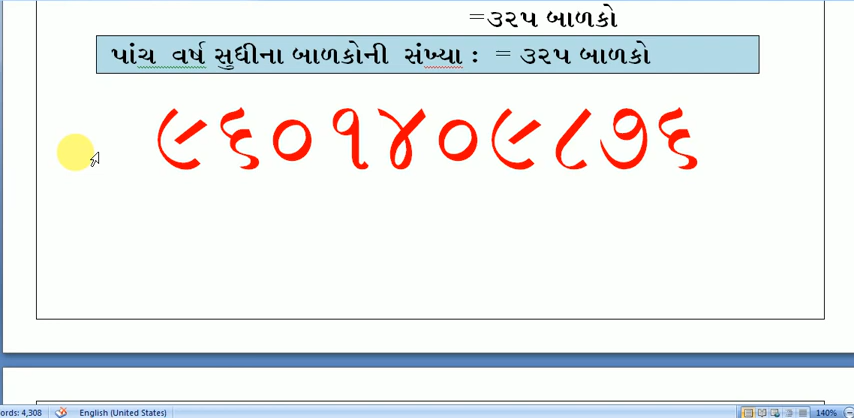 =૩૨૫ બાળકો
પાંચ વર્ષ સુધીના બાળકોની સંખ્યા : = ૩૨૫ બાળકો
૯૬૦૧૪૦૯૮૭૬
ords: 4,308 English (United States) 140%